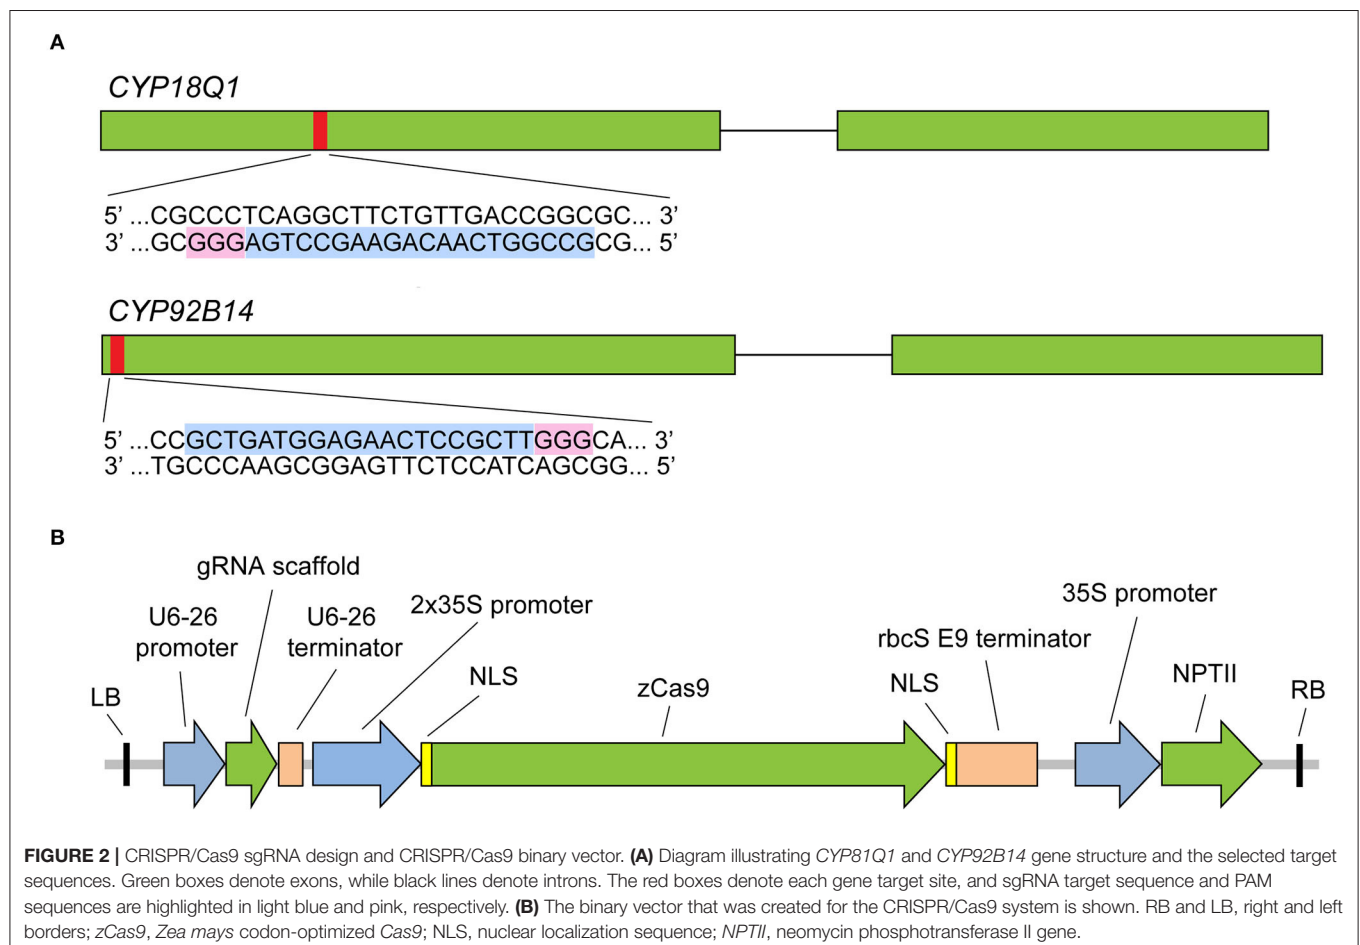 A
CYP18Q1
5’ ...CGCCCTCAGGCTTCTGTTGACCGGCGC... 3’
3’ ...GCGGGAGTCCGAAGACAACTGGCCGCG... 5’
CYP92B14
5’ ...CCGCTGATGGAGAACTCCGCTTGGGCA... 3’
3’ ...TGCCCAAGCGGAGTTCTCCATCAGCGG... 5’
B
gRNA scaffold
U6-26
promoter
U6-26
terminator
2x35S promoter
35S promoter
rbcS E9 terminator
LB
NLS
zCas9
NLS
NPTII
RB
FIGURE 2 | CRISPR/Cas9 sgRNA design and CRISPR/Cas9 binary vector. (A) Diagram illustrating CYP81Q1 and CYP92B14 gene structure and the selected target
sequences. Green boxes denote exons, while black lines denote introns. The red boxes denote each gene target site, and sgRNA target sequence and PAM
sequences are highlighted in light blue and pink, respectively. (B) The binary vector that was created for the CRISPR/Cas9 system is shown. RB and LB, right and left
borders; zCas9, Zea mays codon-optimized Cas9; NLS, nuclear localization sequence; NPTII, neomycin phosphotransferase II gene.